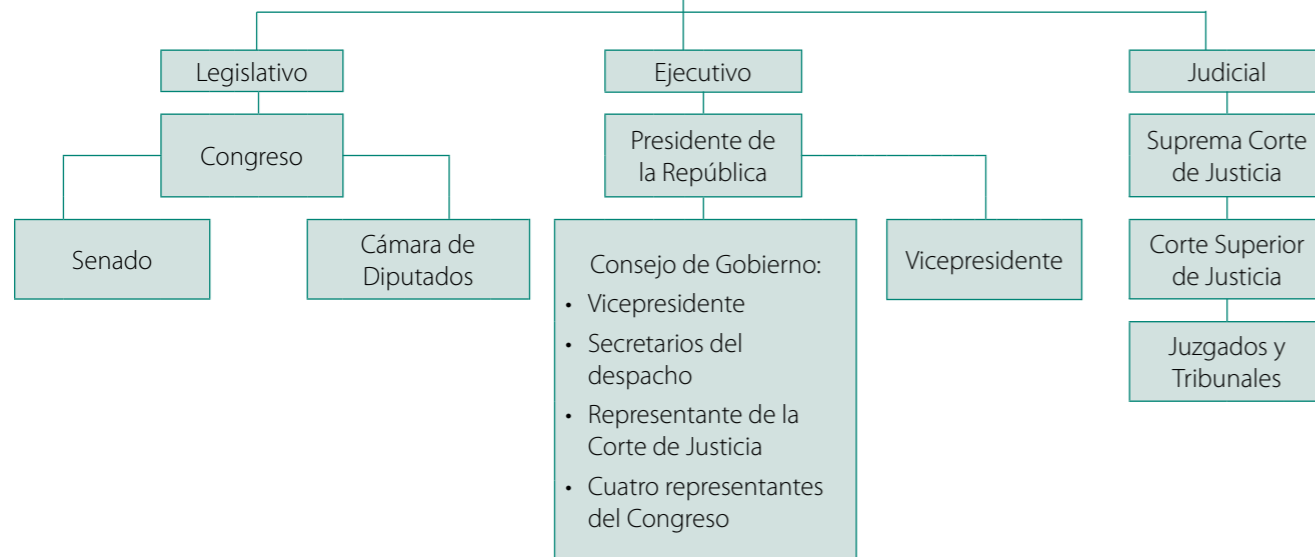 Legislativo
Congreso
Senado
Cámara de
Diputados
Ejecutivo
Presidente de
la República
Consejo de Gobierno:
• Vicepresidente
• Secretarios del
despacho
• Representante de la
Corte de Justicia
• Cuatro representantes
del Congreso
Vicepresidente
Judicial
Suprema Corte
de Justicia
Corte Superior
de Justicia
Juzgados y
Tribunales